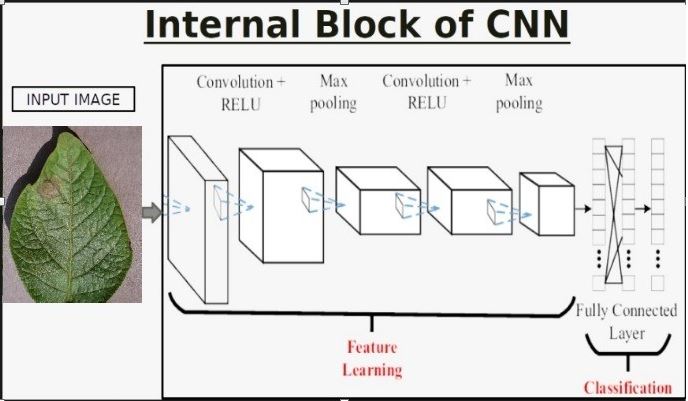 Internal Block of CNN
INPUT IMAGE
Convolution +
RELU
Max
pooling
Convolution +
RELU
Max
pooling
Fully Connected
Layer
Feature
Learning
Classification